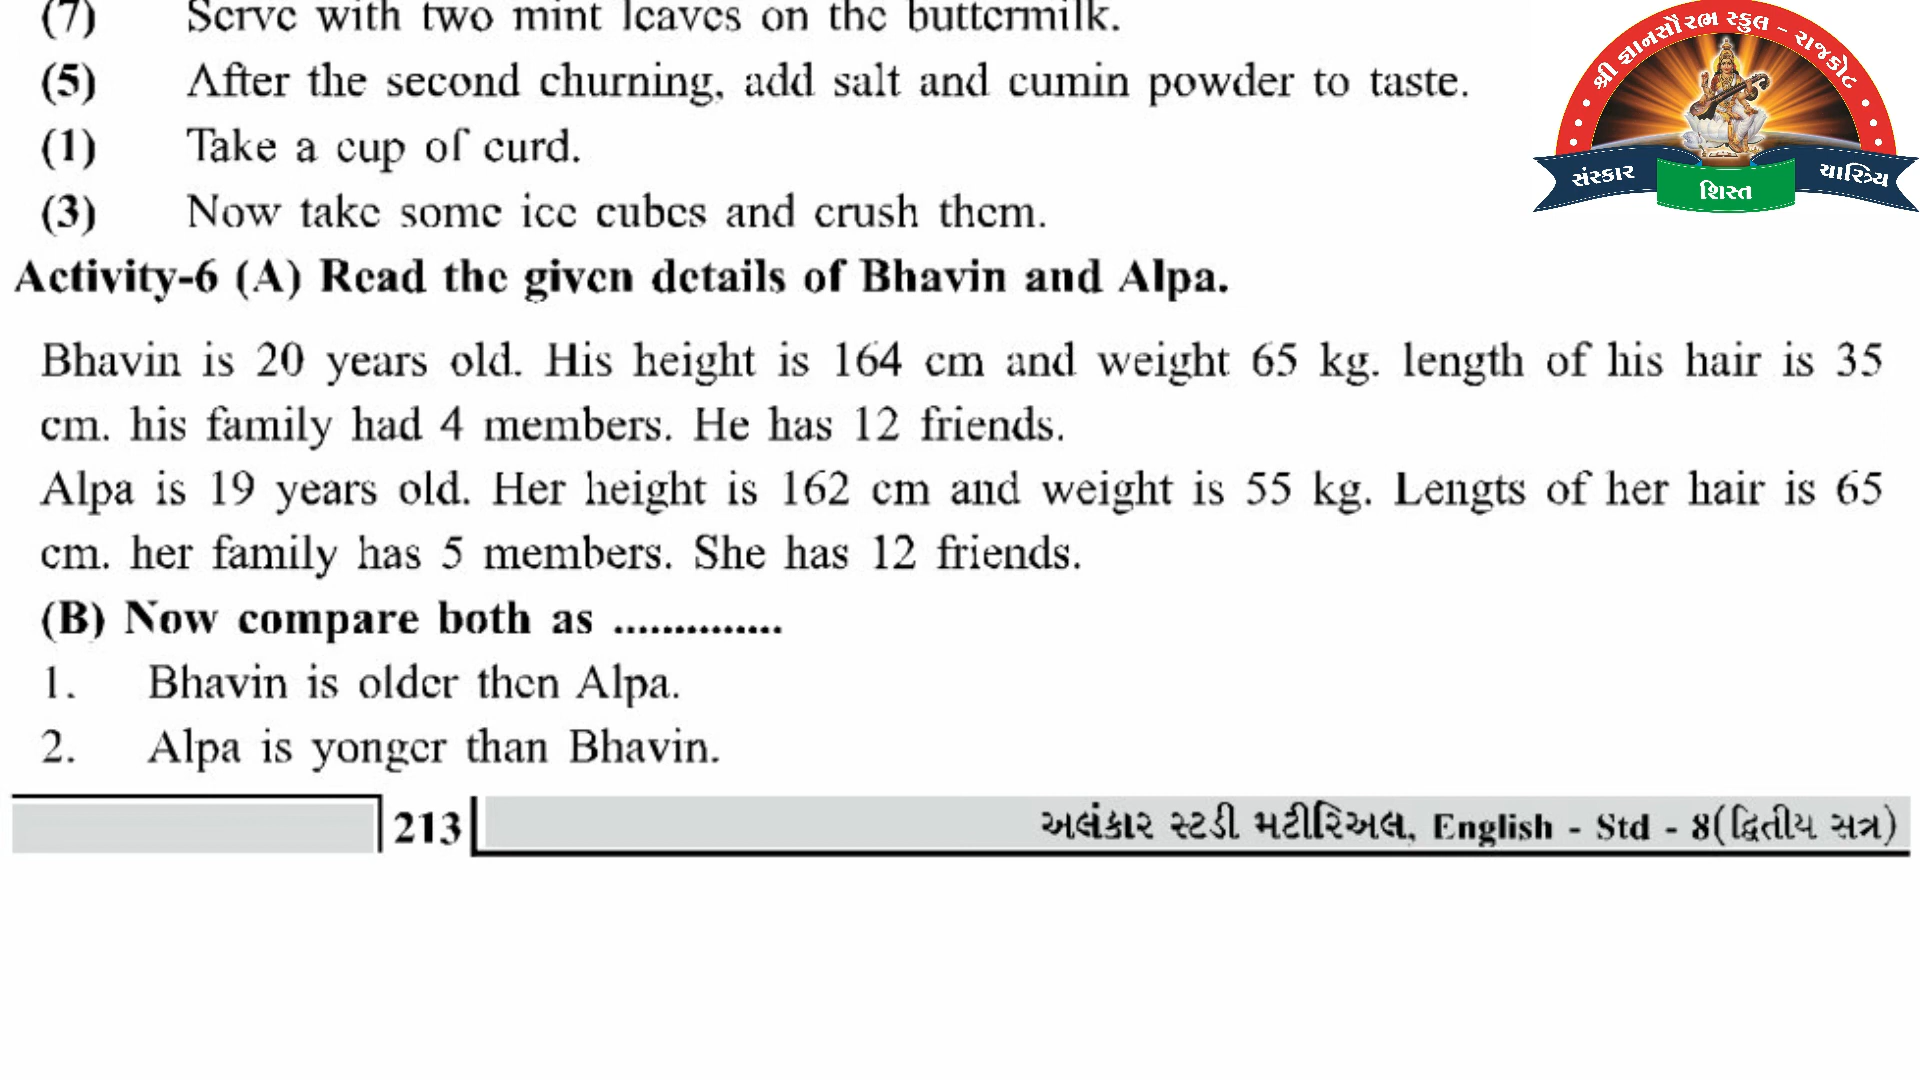 (7) Serve with two mint leaves on the buttermilk.
(5) After the second churning, add salt and cumin powder to taste.
(1) Take a cup of curd.
(3) Now take some ice cubes and crush them.
Activity-6 (A) Read the given details of Bhavin and Alpa.
Bhavin is 20 years old. His height is 164 cm and weight 65 kg. length of his hair is 35
cm. his family had 4 members. He has 12 friends.
Alpa is 19 years old. Her height is 162 cm and weight is 55 kg. Lengts of her hair is 65
cm. her family has 5 members. She has 12 friends.
(B) Now compare both as ..............
1. Bhavin is older then Alpa.
2. Alpa is yonger than Bhavin.
213
અલંકાર સ્ટડી મટીરિઅલ, English - Std - 8(દ્વિતીય સત્ર)
શ્રી જ્ઞાનસૌરભ સ્કુલ - રાજકોટ
સંસ્કાર
શિસ્ત
ચારિત્ર્ય